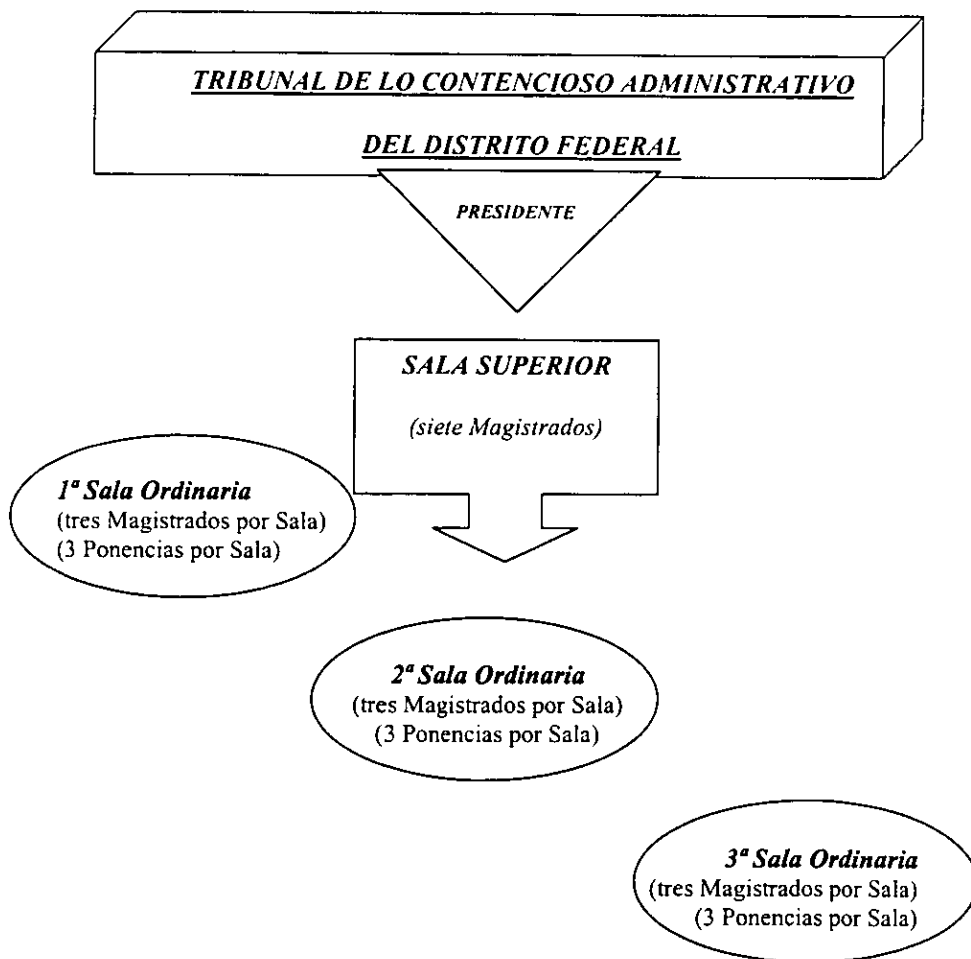 TRIBUNAL DE LO CONTENCIOSO ADMINISTRATIVO
DEL DISTRITO FEDERAL
PRESIDENTE
SALA SUPERIOR
(siete Magistrados)
1ª Sala Ordinaria
(tres Magistrados por Sala)
(3 Ponencias por Sala)
2ª Sala Ordinaria
(tres Magistrados por Sala)
(3 Ponencias por Sala)
3ª Sala Ordinaria
(tres Magistrados por Sala)
(3 Ponencias por Sala)